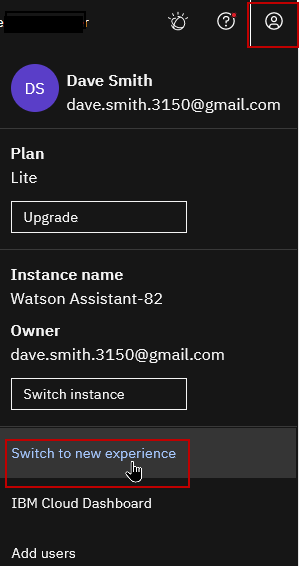 DS
Dave Smith
dave.smith.3150@gmail.com
Plan
Lite
Upgrade
Instance name
Watson Assistant-82
Owner
dave.smith.3150@gmail.com
Switch instance
Switch to new experience
IBM Cloud Dashboard
Add users